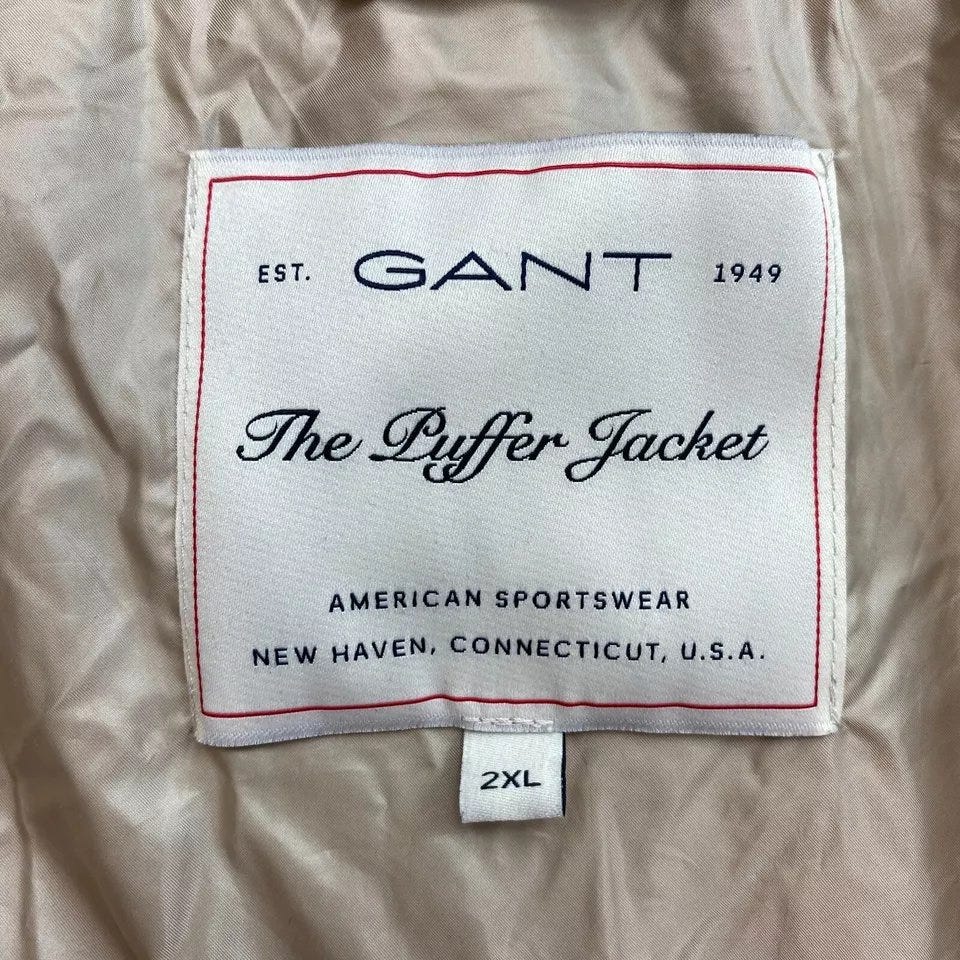 EST. GANT 1949
The Puffer Jacket
AMERICAN SPORTSWEAR
NEW HAVEN, CONNECTICUT, U.S.A.
2XL